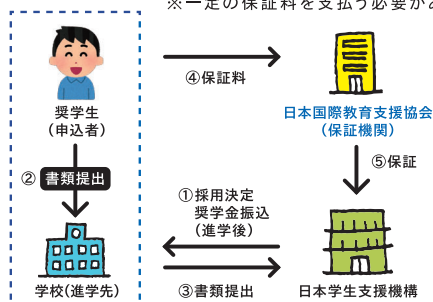 ※一定の保証料を支払う必要が
④保証料
奨学生
(申込者)
日本国際教育支援協会
(保証機関)
② 書類提出
⑤保証
①採用決定
奨学金振込
(進学後)
学校(進学先)
③書類提出
日本学生支援機構